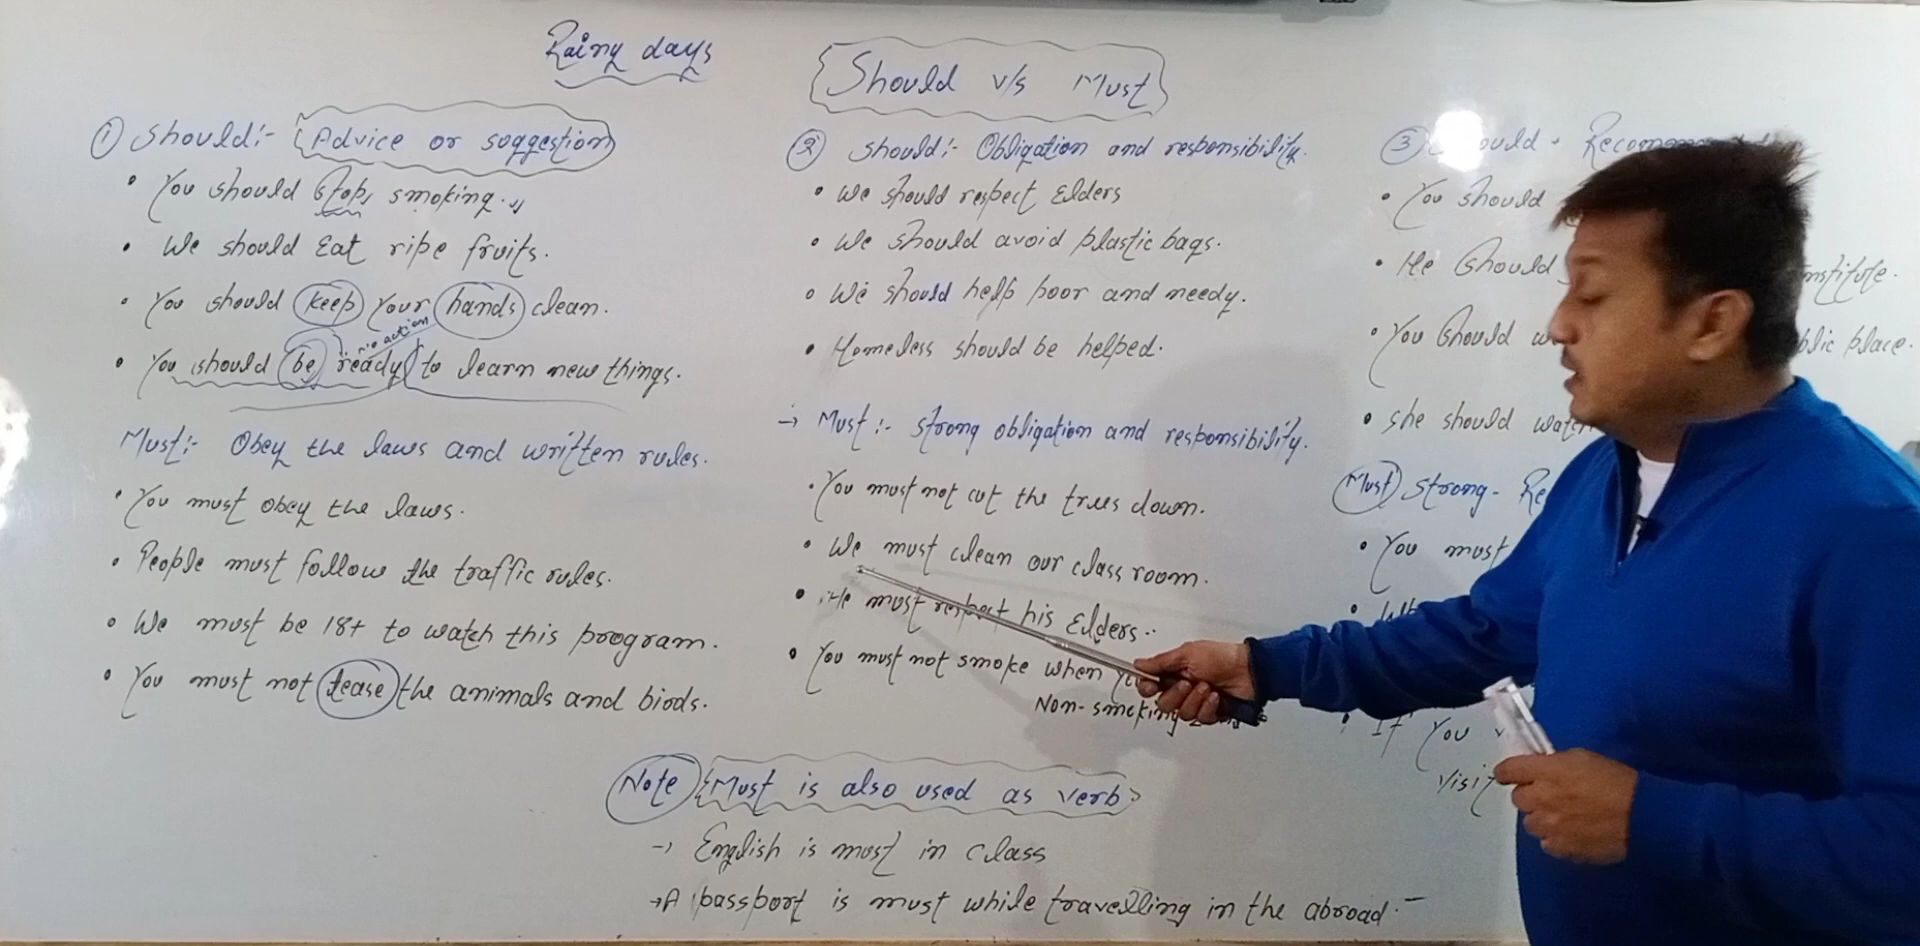 Rainy days
Should v/s Must
① Should:- Advice or soggestion
• You should stop smoking.
• We should Eat ripe fruits.
• You should keep your hands clean.
no action
• You should be ready to learn new things.
Must:- Obey the laws and written rules.
• You must obey the laws.
• People must follow the traffic rules.
• We must be 18+ to watch this program.
• You must not tease the animals and birds.
② Should:- Obligation and responsibility.
• We should respect Elders
• We should avoid plastic bags.
• We should help poor and needy.
• Homeless should be helped.
→ Must:- strong obligation and responsibility.
• You must not cut the trees down.
• We must clean our class room.
• He must respect his Elders..
• You must not smoke when
Non-smoking
③
• You should
• He should
• You should
blic place.
• She should
Must Strong-
• You must
• If you
visit
Note Must is also used as verb
→ English is must in class
→ A passport is must while travelling in the abroad.